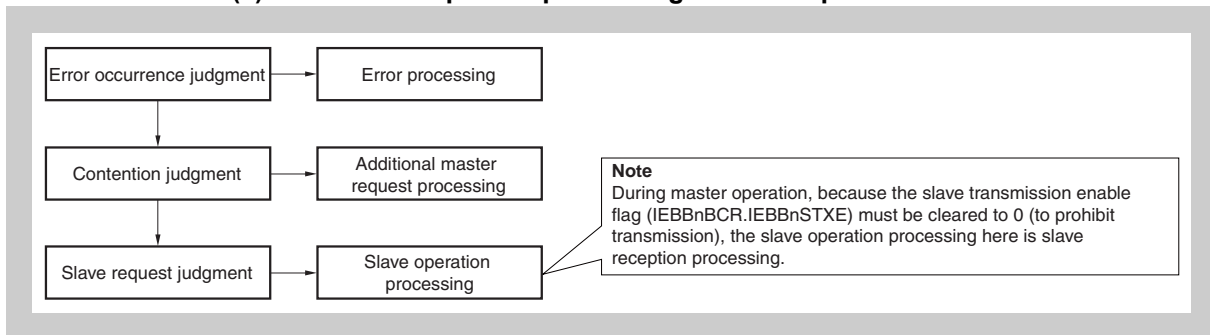 Error occurrence judgment
Error processing
Contention judgment
Additional master
request processing
Slave request judgment
Slave operation
processing
Note
During master operation, because the slave transmission enable
flag (IEBBnBCR.IEBBnSTXE) must be cleared to 0 (to prohibit
transmission), the slave operation processing here is slave
reception processing.